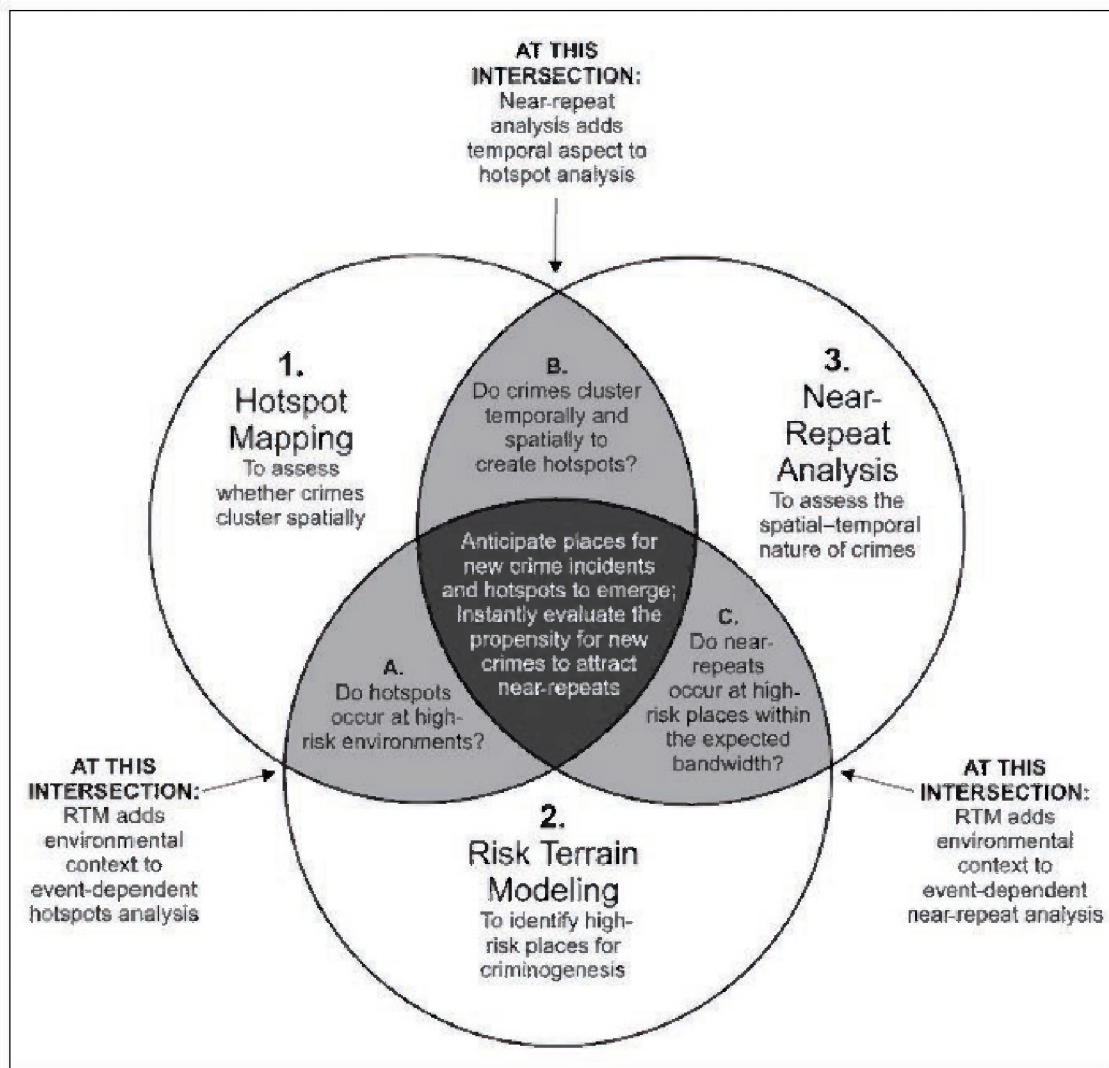 AT THIS
INTERSECTION:
Near-repeat
analysis adds
temporal aspect to
hotspot analysis
1.
Hotspot
Mapping
To assess
whether crimes
cluster spatially
B.
Do crimes cluster
temporally and
spatially to
create hotspots?
3.
Near-
Repeat
Analysis
To assess the
spatial–temporal
nature of crimes
Anticipate places for
new crime incidents
and hotspots to emerge;
Instantly evaluate the
propensity for new
crimes to attract
near-repeats
A.
Do hotspots
occur at high-
risk environments?
C.
Do near-
repeats
occur at high-
risk places within
the expected
bandwidth?
AT THIS
INTERSECTION:
RTM adds
environmental
context to
event-dependent
hotspots analysis
2.
Risk Terrain
Modeling
To identify high-
risk places for
criminogenesis
AT THIS
INTERSECTION:
RTM adds
environmental
context to
event-dependent
near-repeat analysis